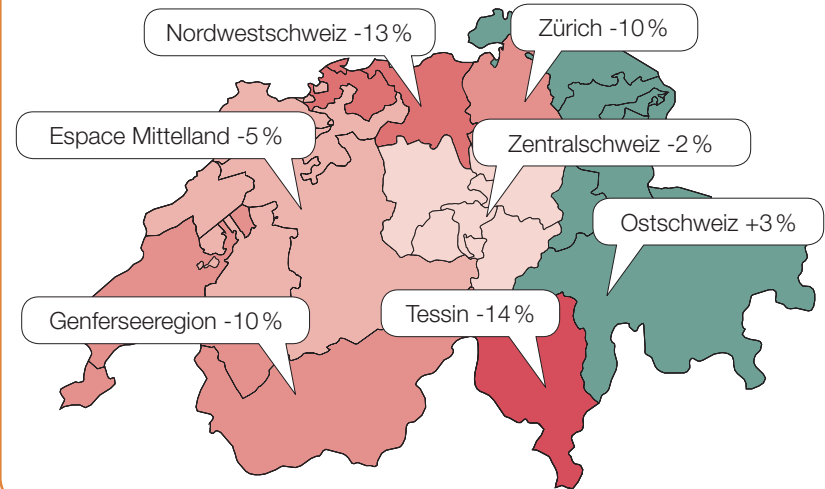 Nordwestschweiz -13 %
Zürich -10 %
Espace Mittelland -5 %
Zentralschweiz -2 %
Ostschweiz +3 %
Genferseeregion -10 %
Tessin -14 %